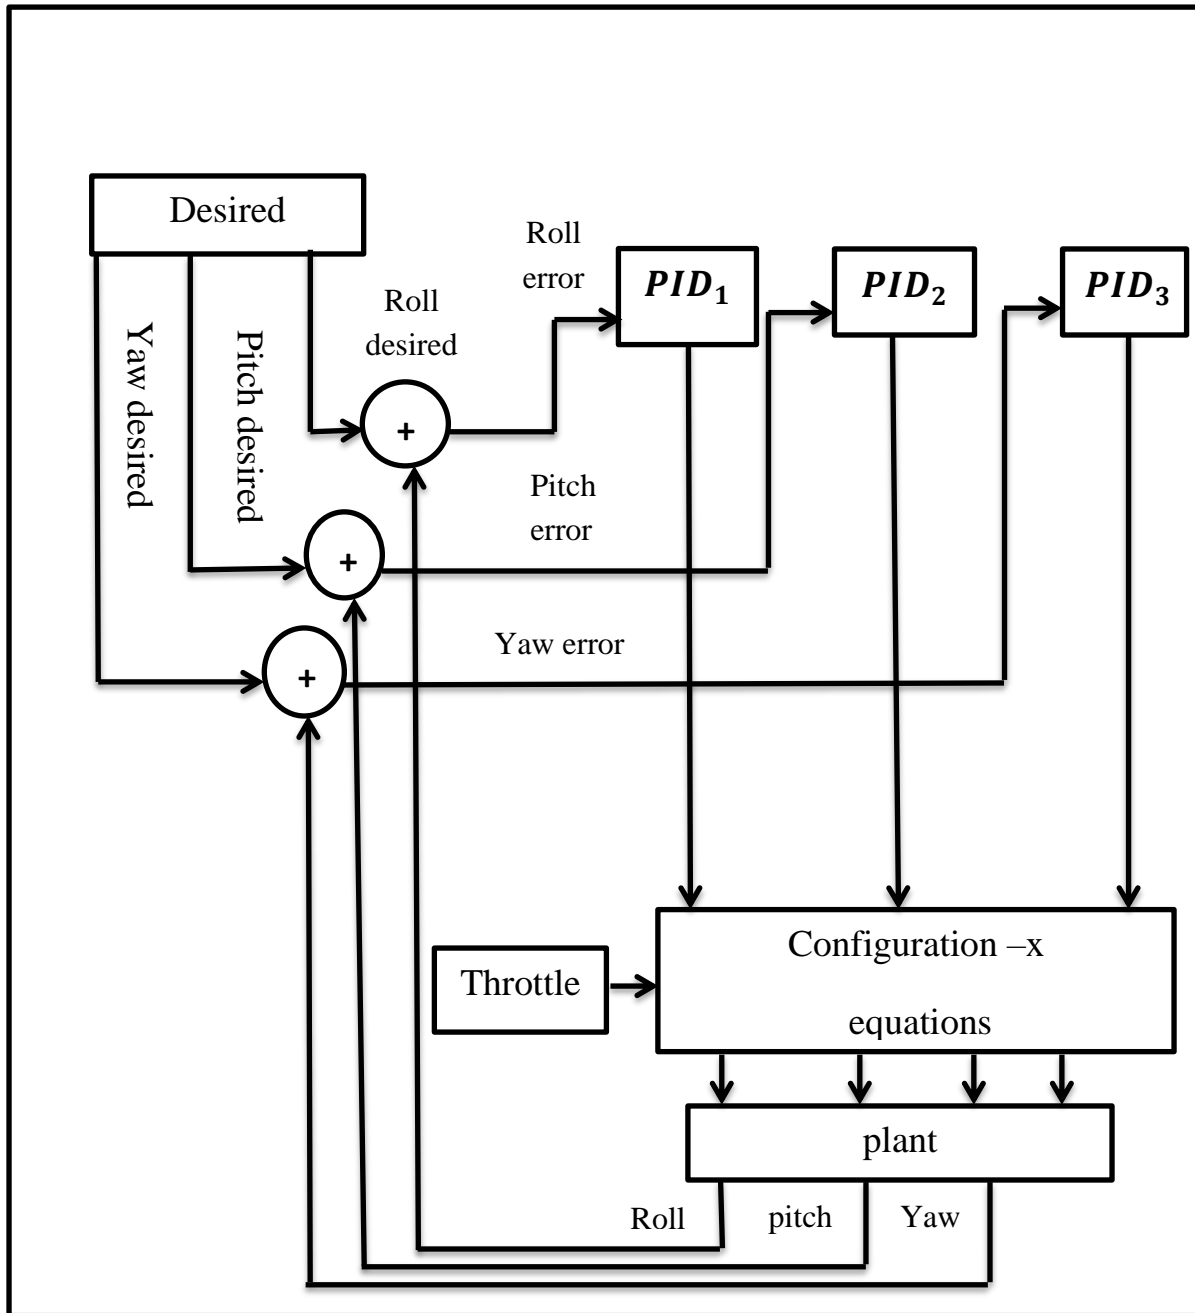 Desired
Roll
error
PID₁
PID₂
PID₃
Roll
desired
Yaw desired
Pitch desired
+
Pitch
error
+
Yaw error
+
Configuration –x
Throttle
equations
plant
Roll
pitch
Yaw